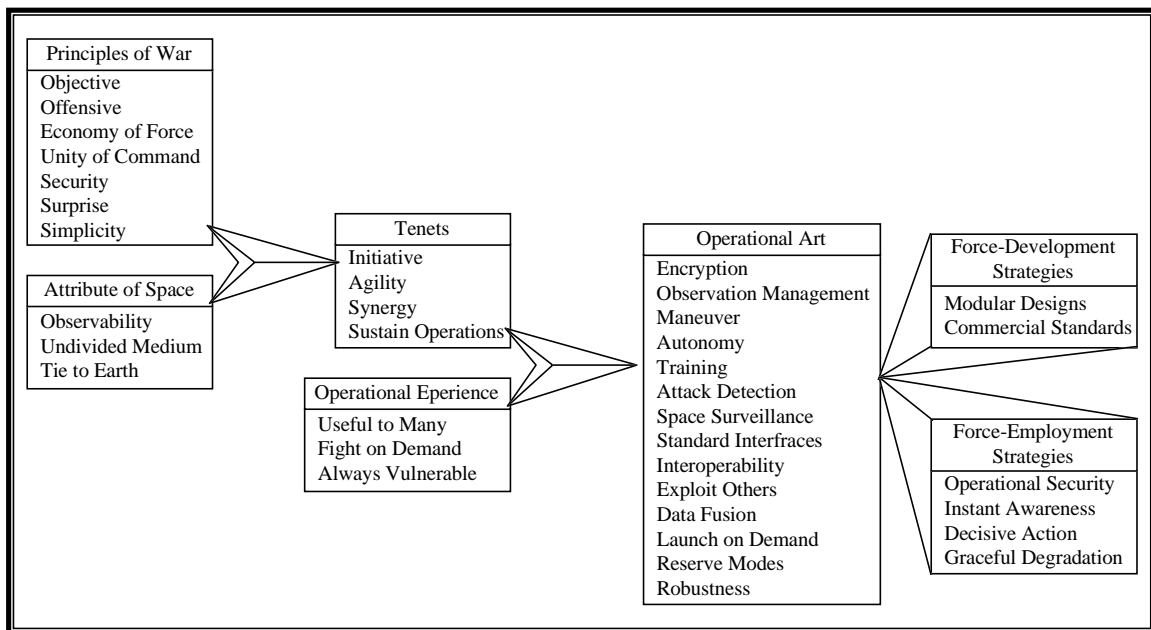 Principles of War
Objective
Offensive
Economy of Force
Unity of Command
Security
Surprise
Simplicity
Attribute of Space
Observability
Undivided Medium
Tie to Earth
Tenets
Initiative
Agility
Synergy
Sustain Operations
Operational Eperience
Useful to Many
Fight on Demand
Always Vulnerable
Operational Art
Encryption
Observation Management
Maneuver
Autonomy
Training
Attack Detection
Space Surveillance
Standard Interfraces
Interoperability
Exploit Others
Data Fusion
Launch on Demand
Reserve Modes
Robustness
Force-Development
Strategies
Modular Designs
Commercial Standards
Force-Employment
Strategies
Operational Security
Instant Awareness
Decisive Action
Graceful Degradation